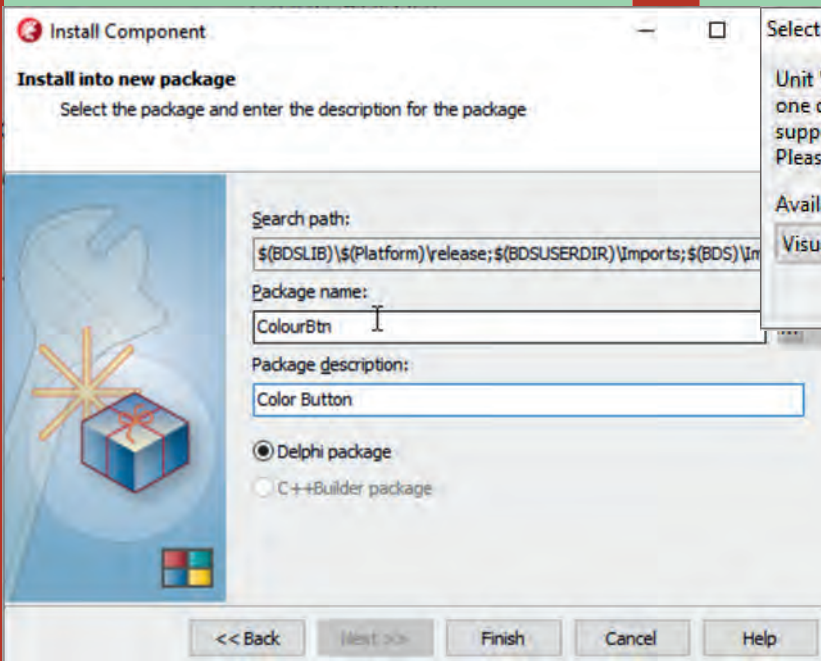 Install Component
Install into new package
Select the package and enter the description for the package
Search path:
$(BDSLIB)\$(Platform)\release;$(BDSUSERDIR)\Imports;$(BDS)\Im
Package name:
ColourBtn
Package description:
Color Button
Delphi package
C++Builder package
<< Back
Next >>
Finish
Cancel
Help
Select
Unit
one
supp
Pleas
Avail
Visu